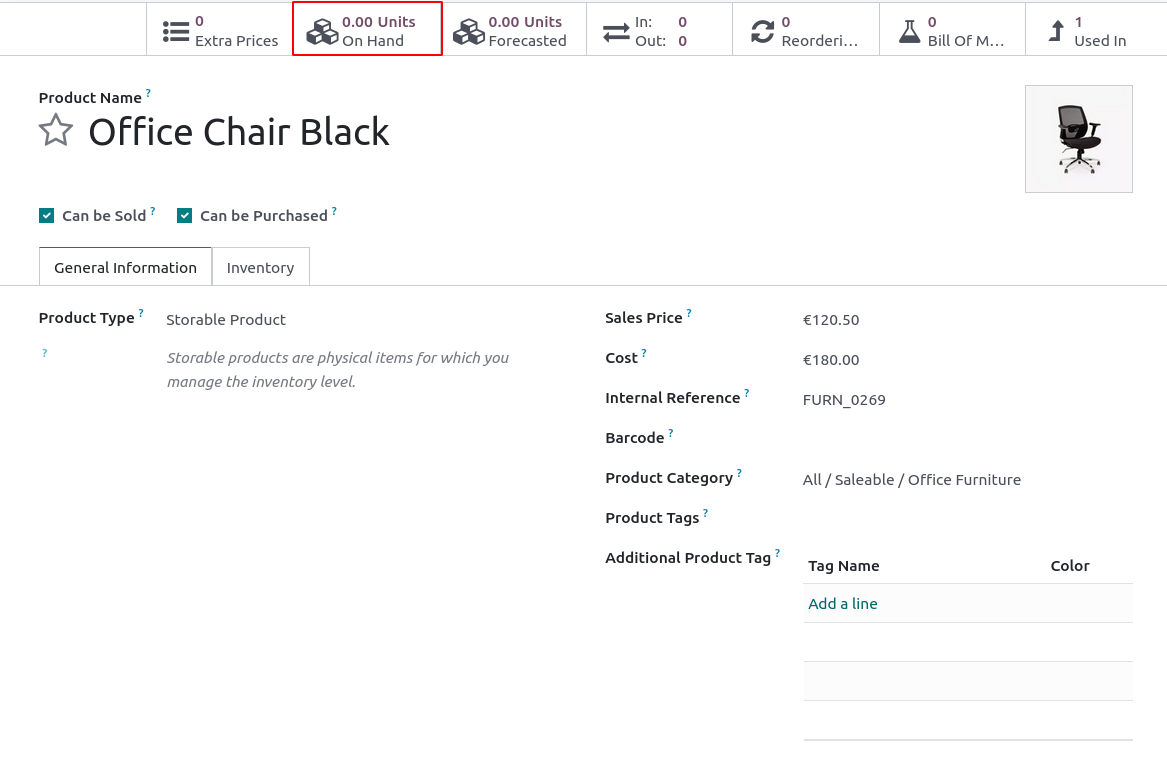 0
Extra Prices
0.00 Units
On Hand
0.00 Units
Forecasted
In: 0
Out: 0
0
Reorderi...
0
Bill Of M...
1
Used In
Product Name ?
Office Chair Black
Can be Sold ? Can be Purchased ?
General Information Inventory
Product Type ? Storable Product
? Storable products are physical items for which you
manage the inventory level.
Sales Price ? €120.50
Cost ? €180.00
Internal Reference ? FURN_0269
Barcode ?
Product Category ? All / Saleable / Office Furniture
Product Tags ?
Additional Product Tag ?
Tag Name Color
Add a line